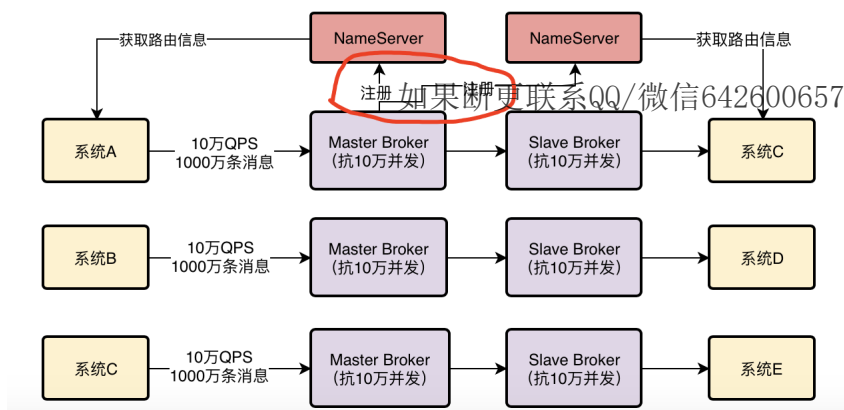 NameServer
NameServer
获取路由信息
获取路由信息
注册
注册
如果断更联系QQ/微信642600657
系统A
10万QPS
1000万条消息
Master Broker
(抗10万并发)
Slave Broker
(抗10万并发)
系统C
系统B
10万QPS
1000万条消息
Master Broker
(抗10万并发)
Slave Broker
(抗10万并发)
系统D
系统C
10万QPS
1000万条消息
Master Broker
(抗10万并发)
Slave Broker
(抗10万并发)
系统E